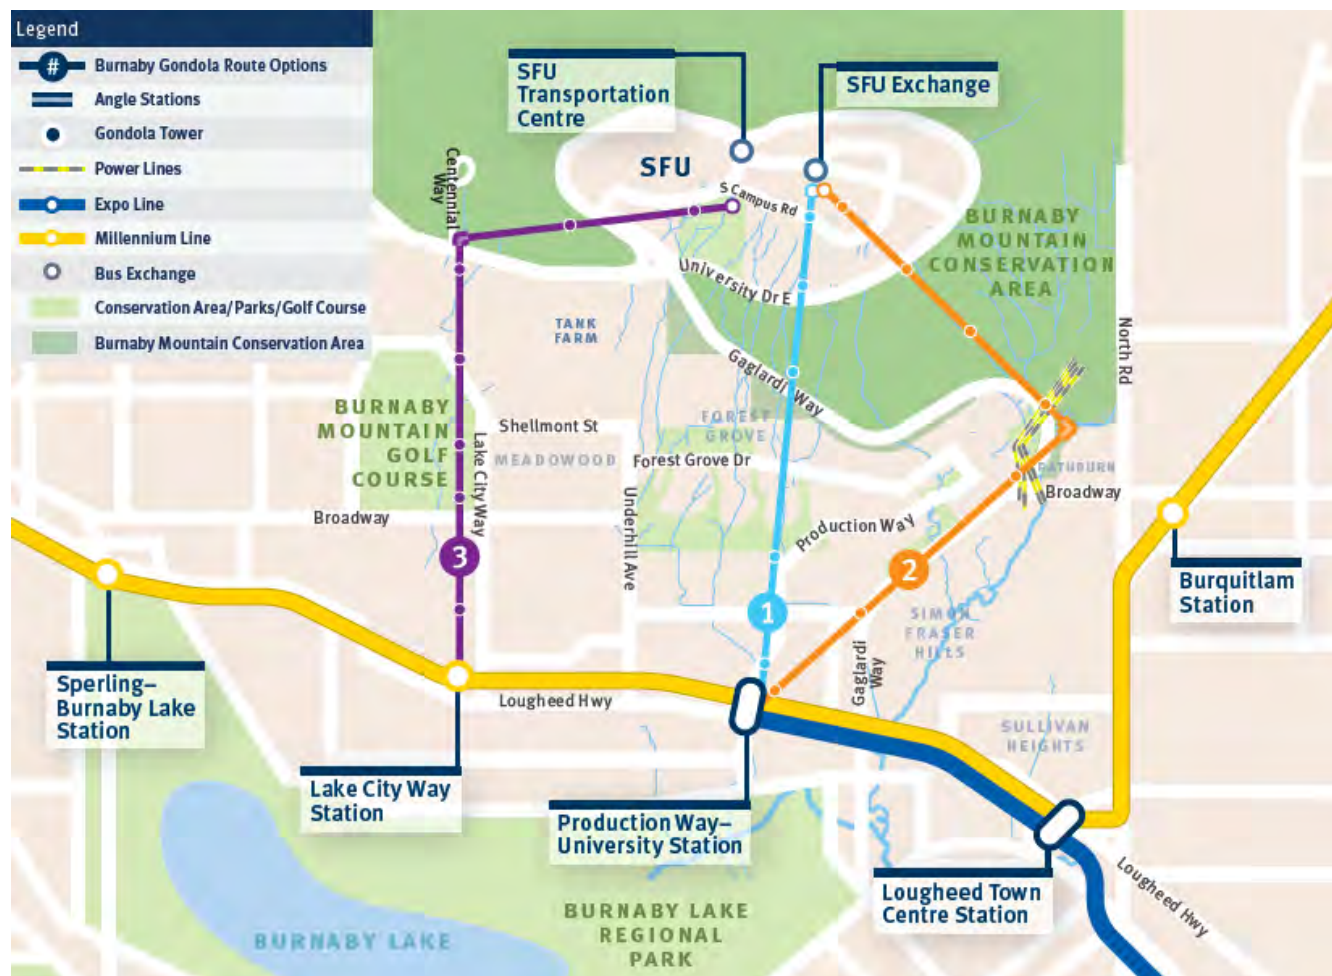 Legend
#
Burnaby Gondola Route Options
Angle Stations
Gondola Tower
Power Lines
Expo Line
Millennium Line
Bus Exchange
Conservation Area/Parks/Golf Course
Burnaby Mountain Conservation Area
SFU
Transportation
Centre
SFU Exchange
Centennial
Way
SFU
S Campus Rd
BURNABY
MOUNTAIN
CONSERVATION
AREA
University Dr E
TANK
FARM
North Rd
Gaglardi Way
BURNABY
MOUNTAIN
GOLF
COURSE
Shellmont St
FOREST
GROVE
MEADOWOOD
Forest Grove Dr
Lake City Way
Broadway
Underhill Ave
Production Way
Broadway
3
2
1
Burquitlam
Station
SIMON
FRASER
HILLS
Gaglardi
Way
Sperling–
Burnaby Lake
Station
Lougheed Hwy
SULLIVAN
HEIGHTS
Lake City Way
Station
Production Way–
University Station
Lougheed Town
Centre Station
Lougheed Hwy
BURNABY LAKE
BURNABY LAKE
REGIONAL
PARK